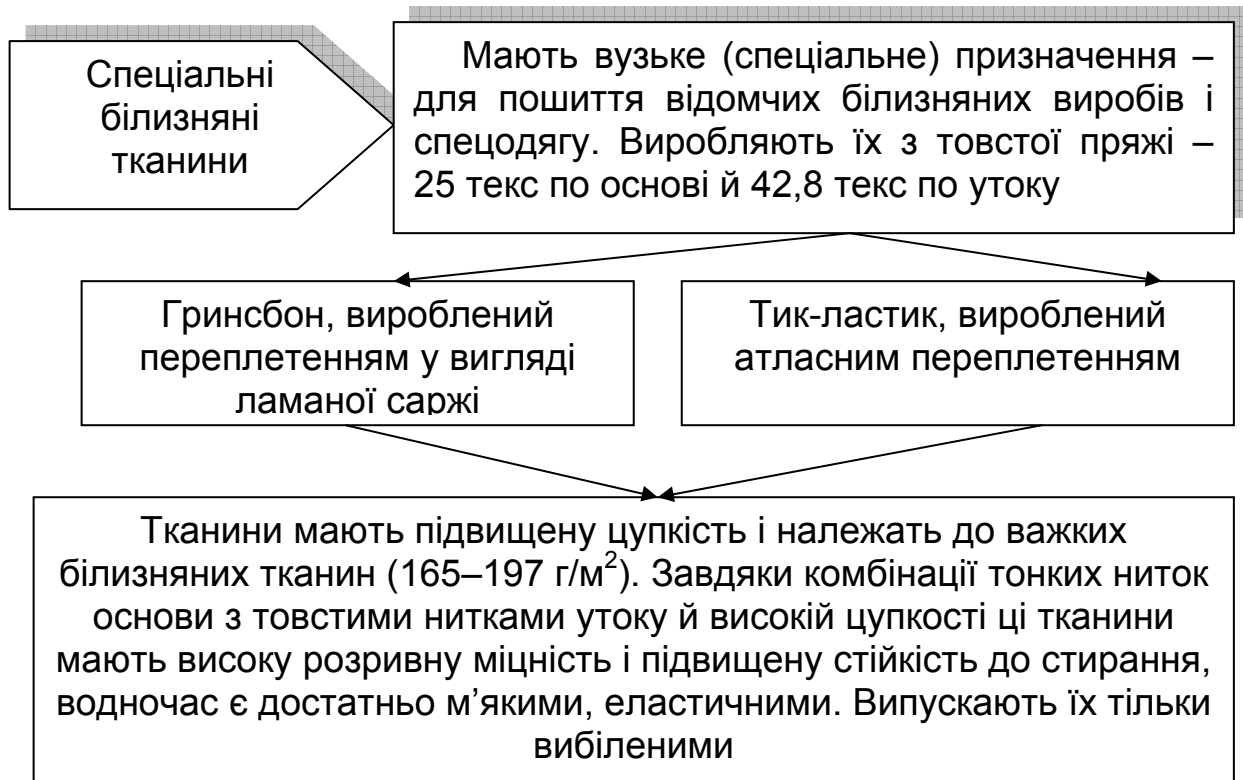 Спеціальні
білизняні
тканини
Мають вузьке (спеціальне) призначення –
для пошиття відомчих білизняних виробів і
спецодягу. Виробляють їх з товстої пряжі –
25 текс по основі й 42,8 текс по утоку
Гринсбон, вироблений
переплетенням у вигляді
ламаної саржі
Тик-ластик, вироблений
атласним переплетенням
Тканини мають підвищену цупкість і належать до важких
білизняних тканин (165–197 г/м²). Завдяки комбінації тонких ниток
основи з товстими нитками утоку й високій цупкості ці тканини
мають високу розривну міцність і підвищену стійкість до стирання,
водночас є достатньо м’якими, еластичними. Випускають їх тільки
вибіленими